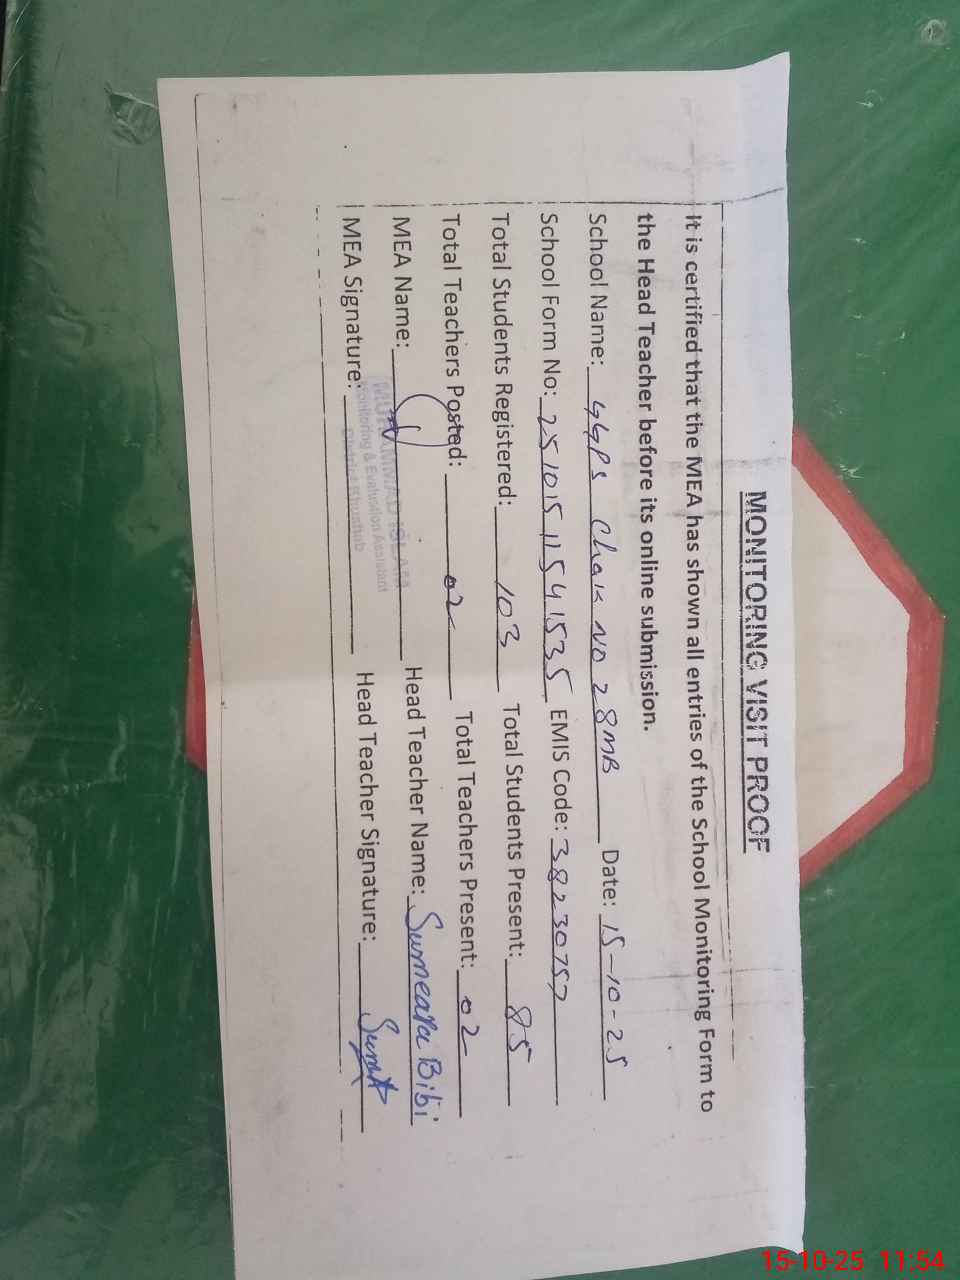 MONITORING VISIT PROOF
It is certified that the MEA has shown all entries of the School Monitoring Form to
the Head Teacher before its online submission.
School Name: GGPS Chak No 28MB Date: 15-10-25
School Form No: 25101511541535 EMIS Code: 38230757
Total Students Registered: 103 Total Students Present: 85
Total Teachers Posted: 02 Total Teachers Present: 02
MEA Name: Head Teacher Name: Sumeara Bibi
MUHAMMAD ISLAM
Monitoring & Evaluation Assistant
District Khushab
MEA Signature: Head Teacher Signature:
15-10-25 11:54